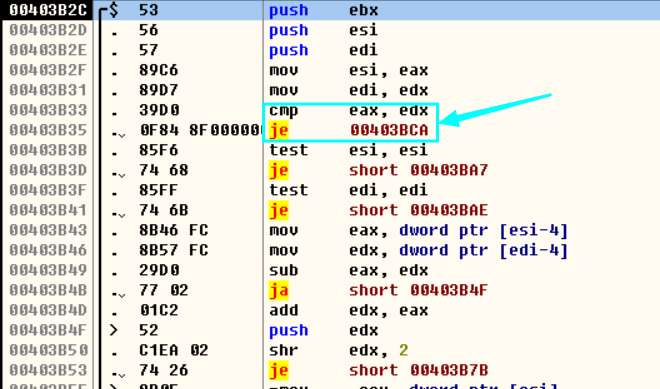 00403B2C $ 53 push ebx
00403B2D . 56 push esi
00403B2E . 57 push edi
00403B2F . 89C6 mov esi, eax
00403B31 . 89D7 mov edi, edx
00403B33 . 39D0 cmp eax, edx
00403B35 . 0F84 8F00000 je 00403BCA
00403B3B . 85F6 test esi, esi
00403B3D . 74 68 je short 00403BA7
00403B3F . 85FF test edi, edi
00403B41 . 74 6B je short 00403BAE
00403B43 . 8B46 FC mov eax, dword ptr [esi-4]
00403B46 . 8B57 FC mov edx, dword ptr [edi-4]
00403B49 . 29D0 sub eax, edx
00403B4B . 77 02 ja short 00403B4F
00403B4D . 01C2 add edx, eax
00403B4F > 52 push edx
00403B50 . C1EA 02 shr edx, 2
00403B53 . 74 26 je short 00403B7B